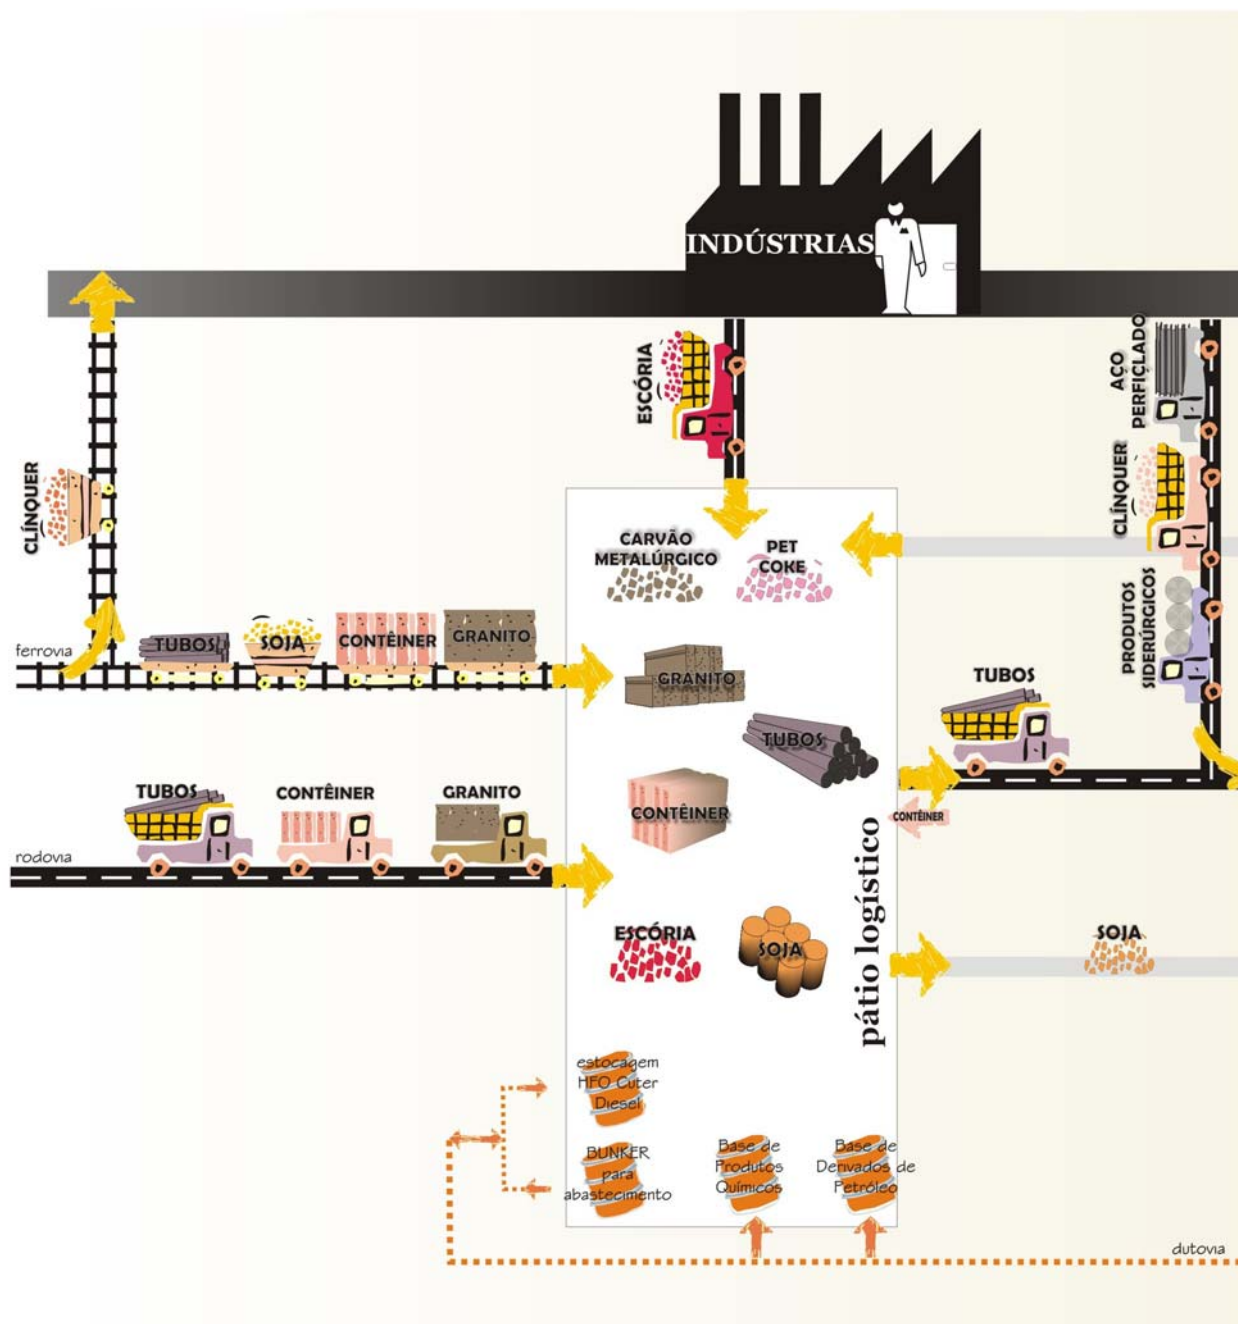 INDÚSTRIAS
ESCÓRIA
AÇO
PERFICLADO
CLÍNQUER
PRODUTOS
SIDERÚRGICOS
CLÍNQUER
CARVÃO
METALÚRGICO
PET
COKE
ferrovia
TUBOS
SOJA
CONTÊINER
GRANITO
GRANITO
TUBOS
TUBOS
CONTÊINER
CONTÊINER
pátio logístico
rodovia
TUBOS
CONTÊINER
GRANITO
ESCÓRIA
SOJA
SOJA
estocagem
HFO Cuter
Diesel
BUNKER
para
abastecimento
Base de
Produtos
Químicos
Base de
Derivados de
Petróleo
dutovia